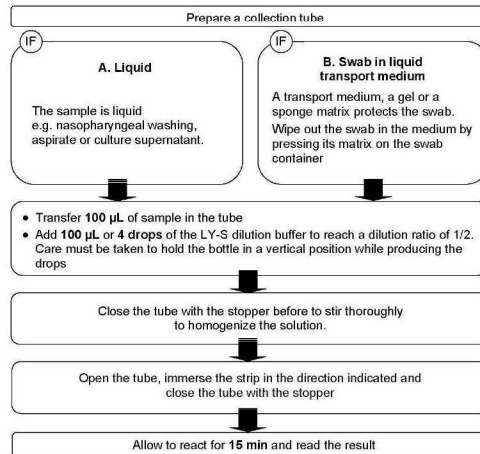 Prepare a collection tube
IF
A. Liquid
The sample is liquid
e.g. nasopharyngeal washing,
aspirate or culture supernatant.
IF
B. Swab in liquid
transport medium
A transport medium, a gel or a
sponge matrix protects the swab.
Wipe out the swab in the medium by
pressing its matrix on the swab
container
• Transfer 100 µL of sample in the tube
• Add 100 µL or 4 drops of the LY-S dilution buffer to reach a dilution ratio of 1/2.
Care must be taken to hold the bottle in a vertical position while producing the
drops
Close the tube with the stopper before to stir thoroughly
to homogenize the solution.
Open the tube, immerse the strip in the direction indicated and
close the tube with the stopper
Allow to react for 15 min and read the result